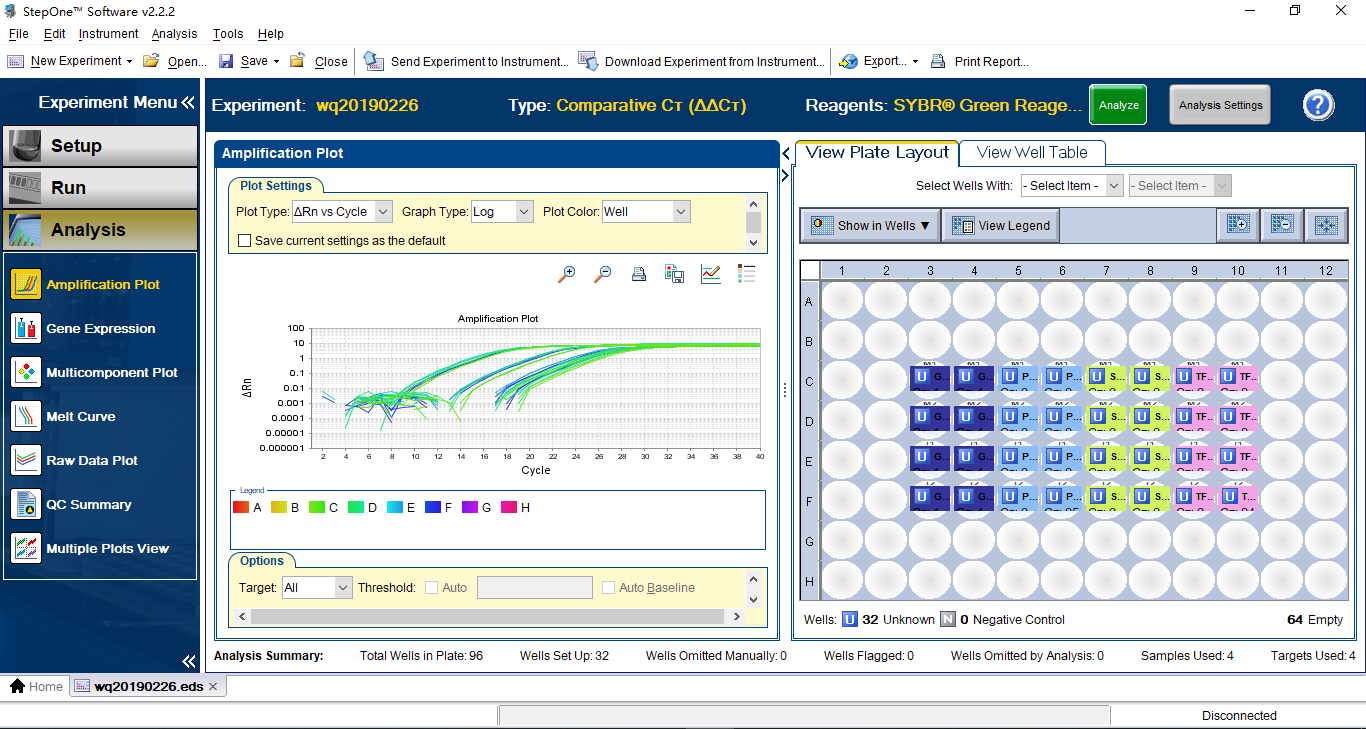 StepOne™ Software v2.2.2
File Edit Instrument Analysis Tools Help
New Experiment Open... Save Close Send Experiment to Instrument... Download Experiment from Instrument... Export... Print Report...
Experiment Menu «
Experiment: wq20190226 Type: Comparative Cт (ΔΔCт) Reagents: SYBR® Green Reage... Analyze Analysis Settings ?
Setup
Run
Analysis
Amplification Plot
Gene Expression
Multicomponent Plot
Melt Curve
Raw Data Plot
QC Summary
Multiple Plots View
Amplification Plot
Plot Settings
Plot Type: ΔRn vs Cycle Graph Type: Log Plot Color: Well
Save current settings as the default
Amplification Plot
100
10
1
0.1
0.01
0.001
0.0001
0.00001
0.000001
ΔRn
2 4 6 8 10 12 14 16 18 20 22 24 26 28 30 32 34 36 38 40
Cycle
Legend
A B C D E F G H
Options
Target: All Threshold: Auto Auto Baseline
View Plate Layout View Well Table
Select Wells With: - Select Item - - Select Item -
Show in Wells ▼ View Legend
1 2 3 4 5 6 7 8 9 10 11 12
A
B
C U G... U G... U P... U P... U S... U S... U TF... U TF...
D U G... U G... U P... U P... U S... U S... U TF... U TF...
E U G... U G... U P... U P... U S... U S... U TF... U TF...
F U G... U G... U P... U P... U S... U S... U TF... U T...
G
H
Wells: U 32 Unknown N 0 Negative Control 64 Empty
Analysis Summary: Total Wells in Plate: 96 Wells Set Up: 32 Wells Omitted Manually: 0 Wells Flagged: 0 Wells Omitted by Analysis: 0 Samples Used: 4 Targets Used: 4
Home wq20190226.eds ×
Disconnected